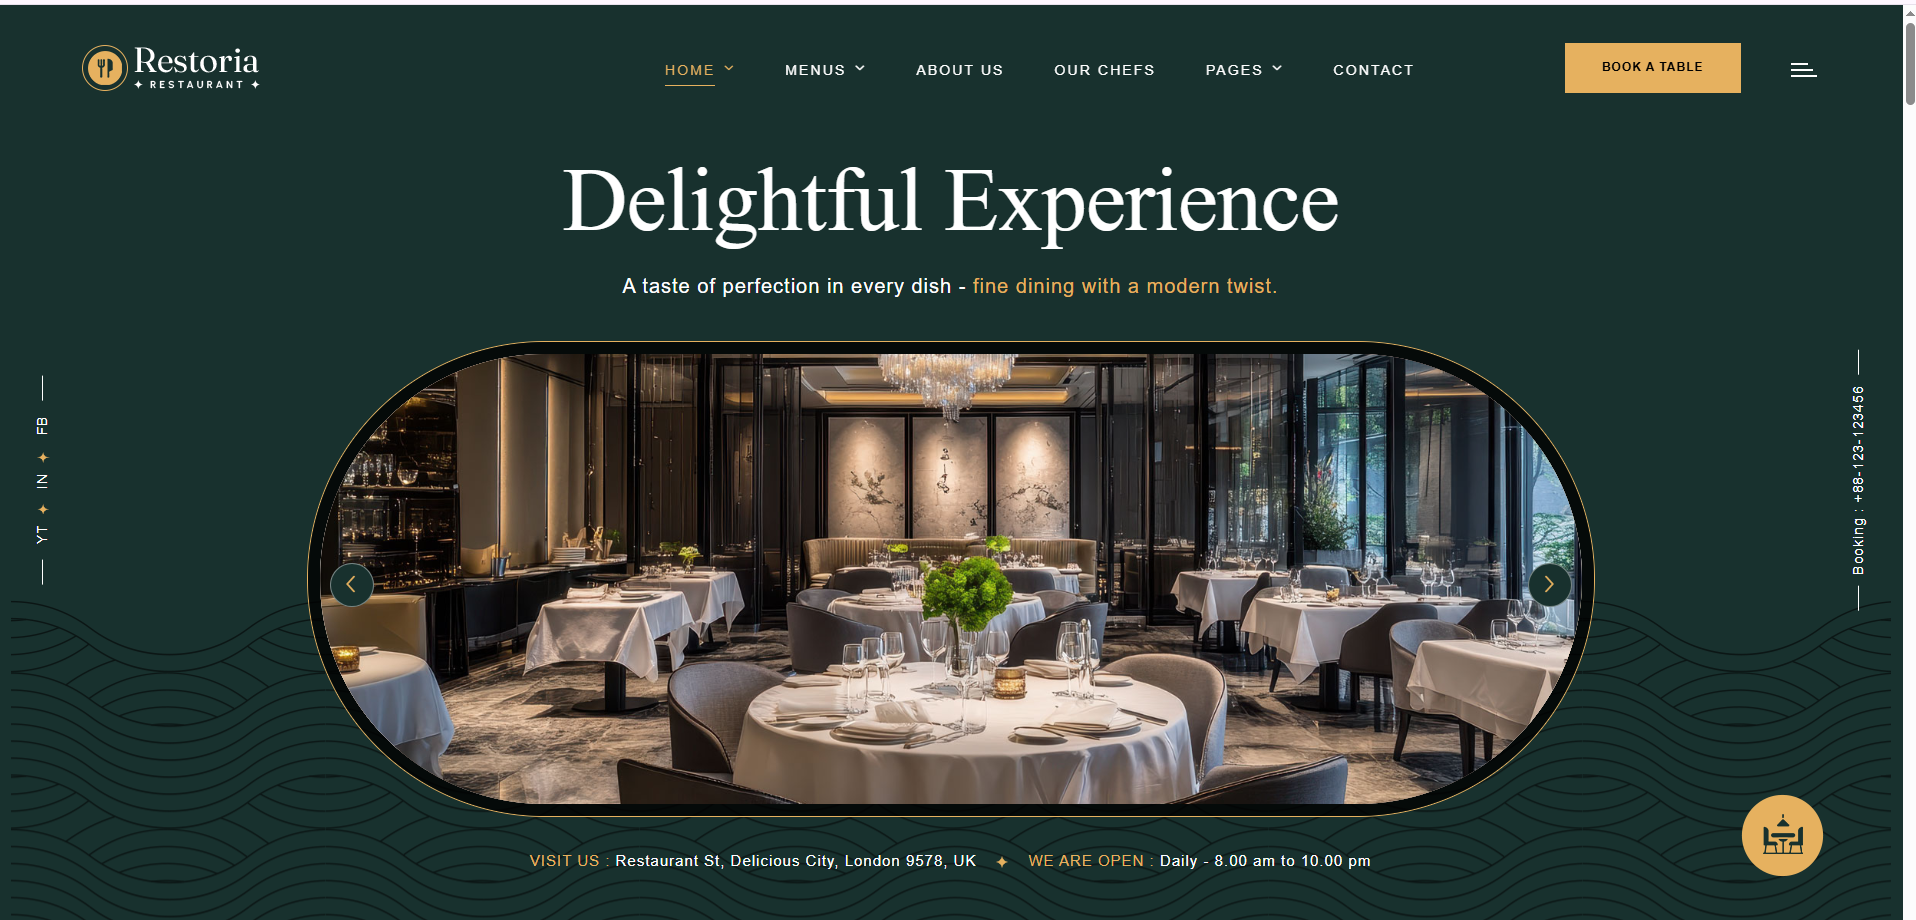 Restoria
RESTAURANT
HOME
MENUS
ABOUT US
OUR CHEFS
PAGES
CONTACT
BOOK A TABLE
Delightful Experience
A taste of perfection in every dish - fine dining with a modern twist.
YT ✦ IN ✦ FB
Booking : +88-123-123456
VISIT US : Restaurant St, Delicious City, London 9578, UK ✦ WE ARE OPEN : Daily - 8.00 am to 10.00 pm